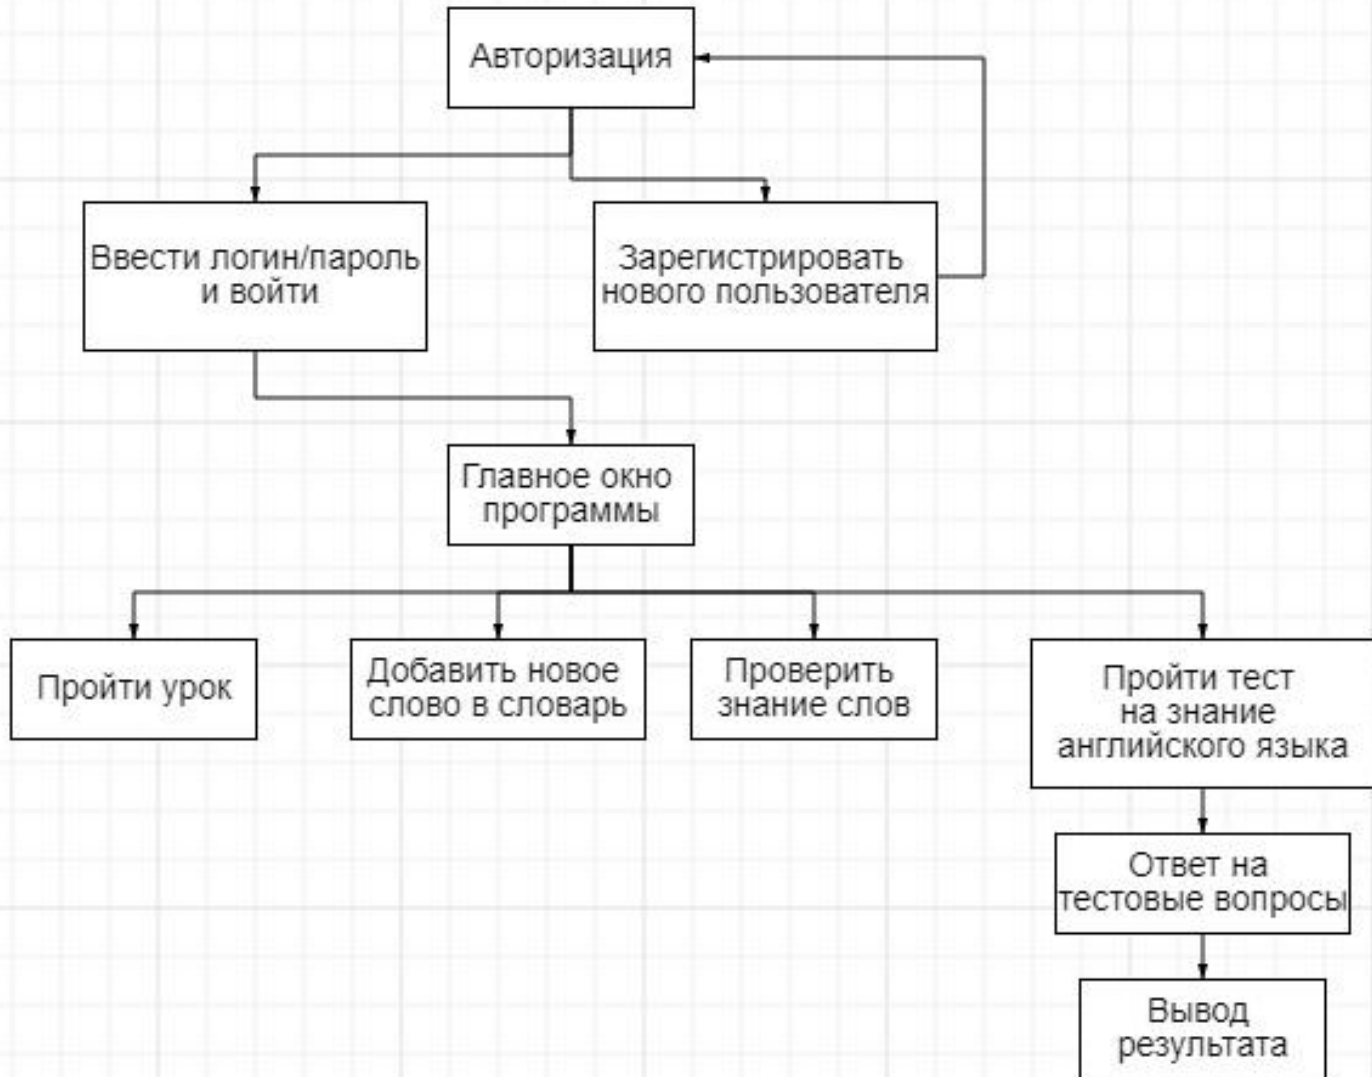 Авторизация
Ввести логин/пароль
и войти
Зарегистрировать
нового пользователя
Главное окно
программы
Пройти урок
Добавить новое
слово в словарь
Проверить
знание слов
Пройти тест
на знание
английского языка
Ответ на
тестовые вопросы
Вывод
результата